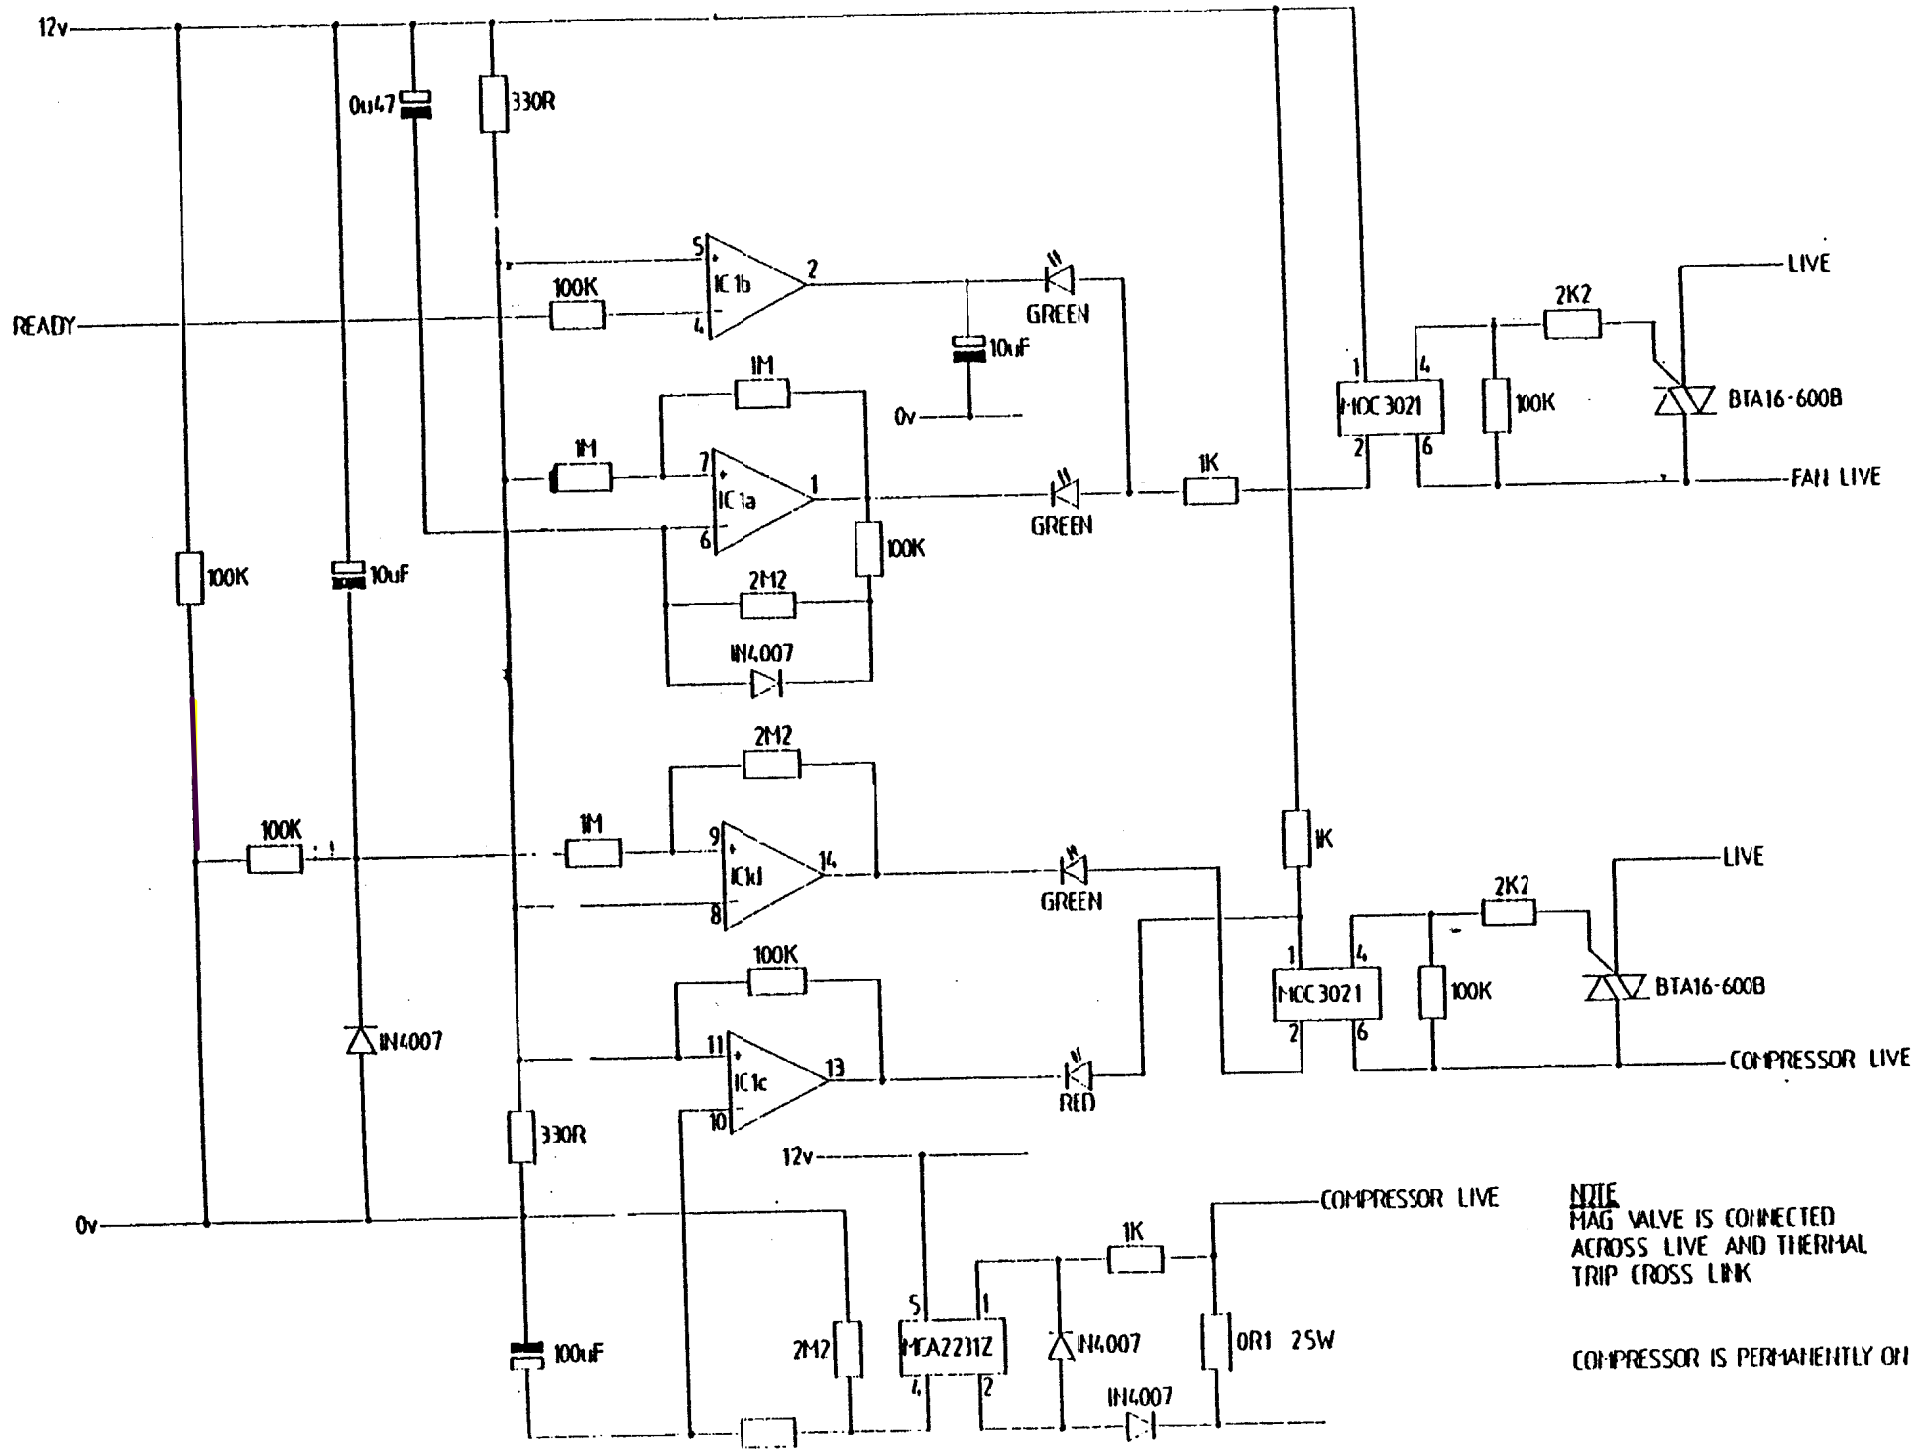 12v
0u47
330R
READY
100K
5
+
IC1b
-
4
2
GREEN
10uF
0v
1M
1M
7
+
IC1a
-
6
1
GREEN
100K
2M2
IN4007
1K
1
4
MOC 3021
2
6
100K
2K2
LIVE
BTA16-600B
FAN LIVE
100K
10uF
100K
2M2
1M
9
+
IC1d
-
8
14
GREEN
1K
100K
11
+
IC1c
-
10
13
RED
1
4
MOC 3021
2
6
100K
2K2
LIVE
BTA16-600B
COMPRESSOR LIVE
IN4007
330R
0v
12v
100uF
2M2
5
1
4
2
1K
IN4007
IN4007
0R1 25W
COMPRESSOR LIVE
NOTE
MAG VALVE IS CONNECTED
ACROSS LIVE AND THERMAL
TRIP CROSS LINK
COMPRESSOR IS PERMANENTLY ON